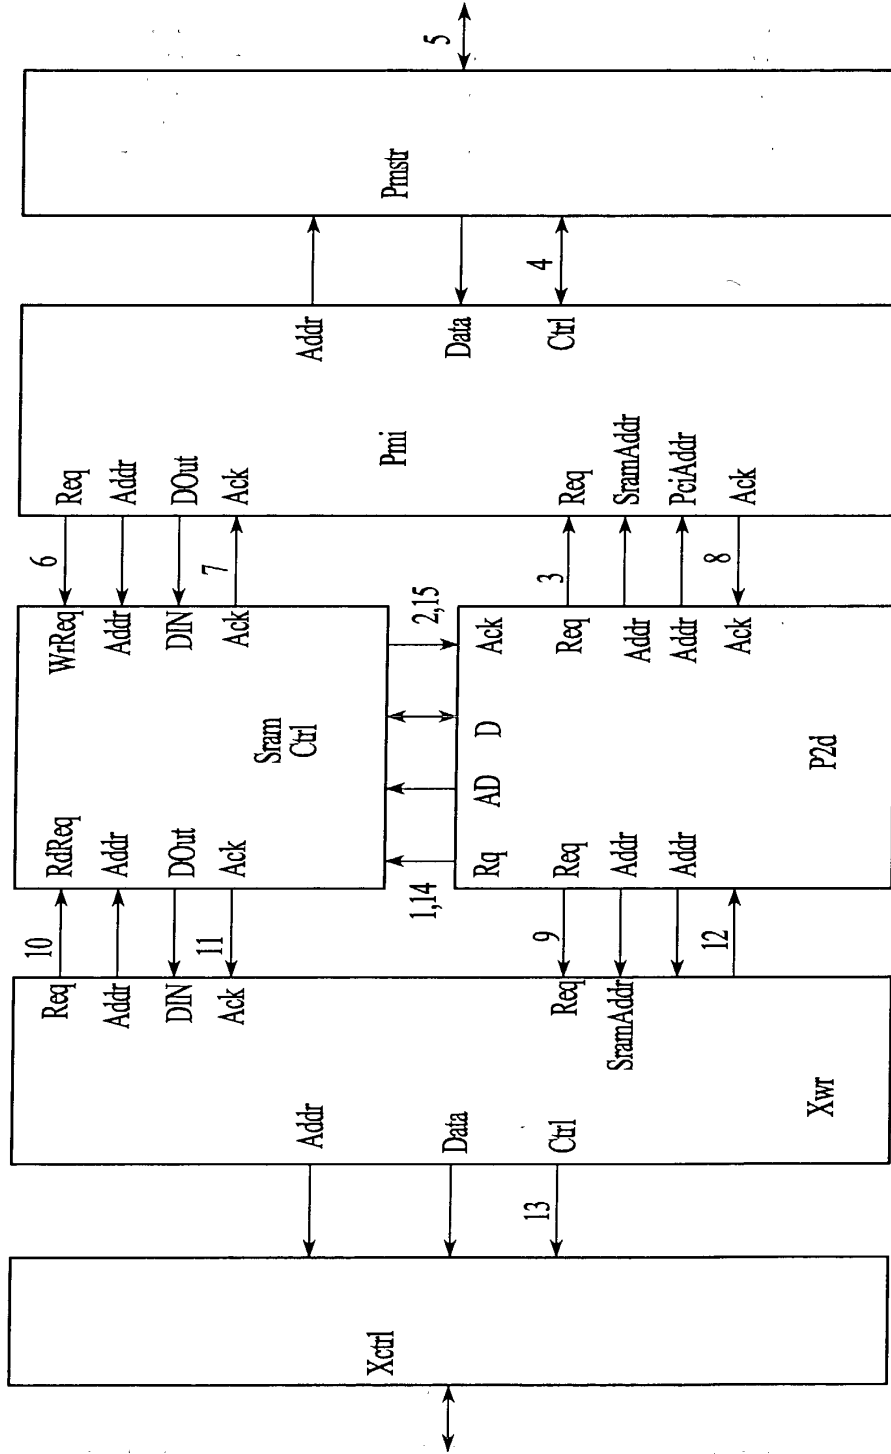 5
Pmstr
4
Addr
Data
Ctrl
Pmi
Req
Addr
DOut
Ack
Req
SramAddr
PciAddr
Ack
6
7
3
8
WrReq
Addr
DIN
Ack
Sram
Ctrl
RdReq
Addr
DOut
Ack
2,15
1,14
Ack
D
AD
Rq
Req
Addr
Addr
Ack
P2d
Req
Addr
Addr
10
11
9
12
Req
Addr
DIN
Ack
Req
SramAddr
Xwr
Addr
Data
Ctrl
13
Xctrl